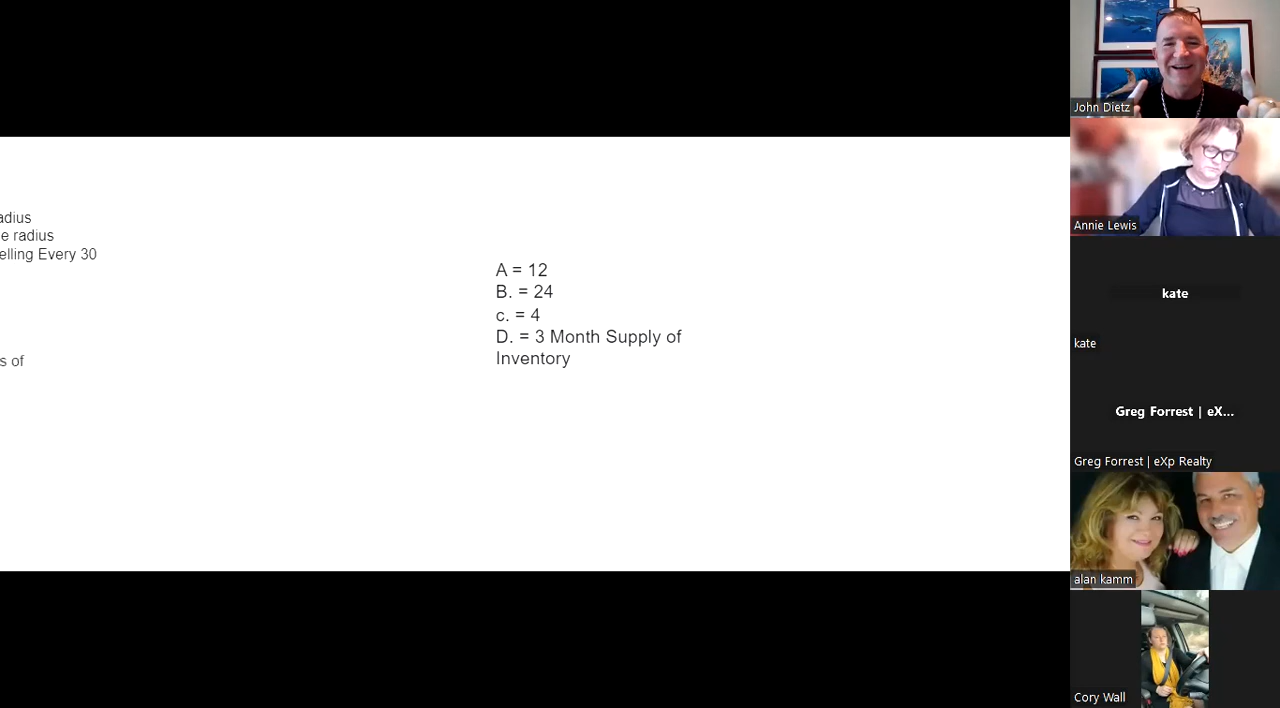 adius
e radius
elling Every 30
s of
A = 12
B. = 24
c. = 4
D. = 3 Month Supply of
Inventory
John Dietz
Annie Lewis
kate
kate
Greg Forrest | eX...
Greg Forrest | eXp Realty
alan kamm
Cory Wall